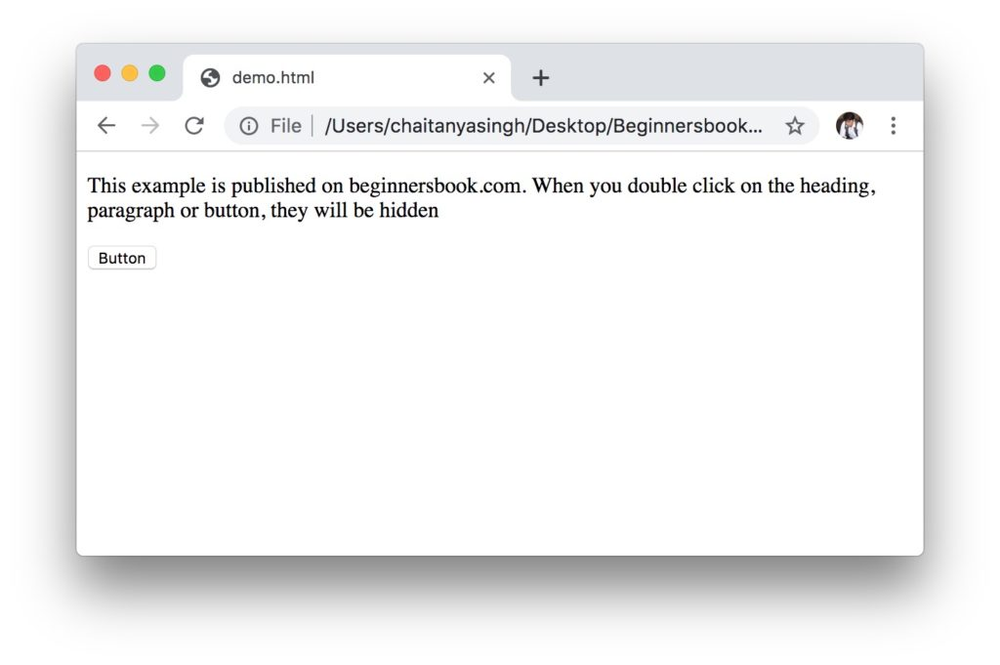 demo.html
File /Users/chaitanyasingh/Desktop/Beginnersbook...
This example is published on beginnersbook.com. When you double click on the heading,
paragraph or button, they will be hidden
Button